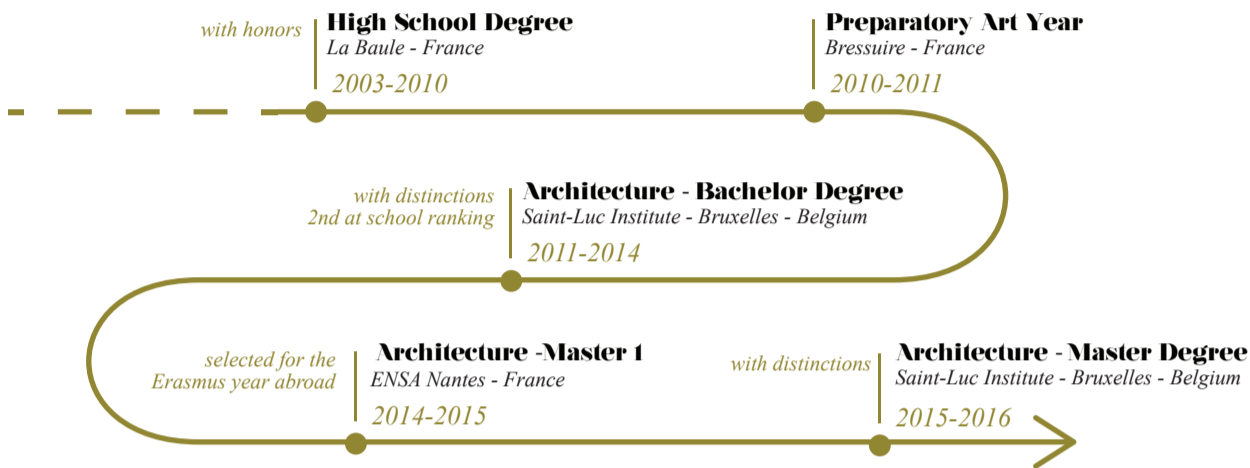 with honors
High School Degree
La Baule - France
2003-2010
Preparatory Art Year
Bressuire - France
2010-2011
with distinctions
2nd at school ranking
Architecture - Bachelor Degree
Saint-Luc Institute - Bruxelles - Belgium
2011-2014
selected for the
Erasmus year abroad
Architecture -Master 1
ENSA Nantes - France
2014-2015
with distinctions
Architecture - Master Degree
Saint-Luc Institute - Bruxelles - Belgium
2015-2016